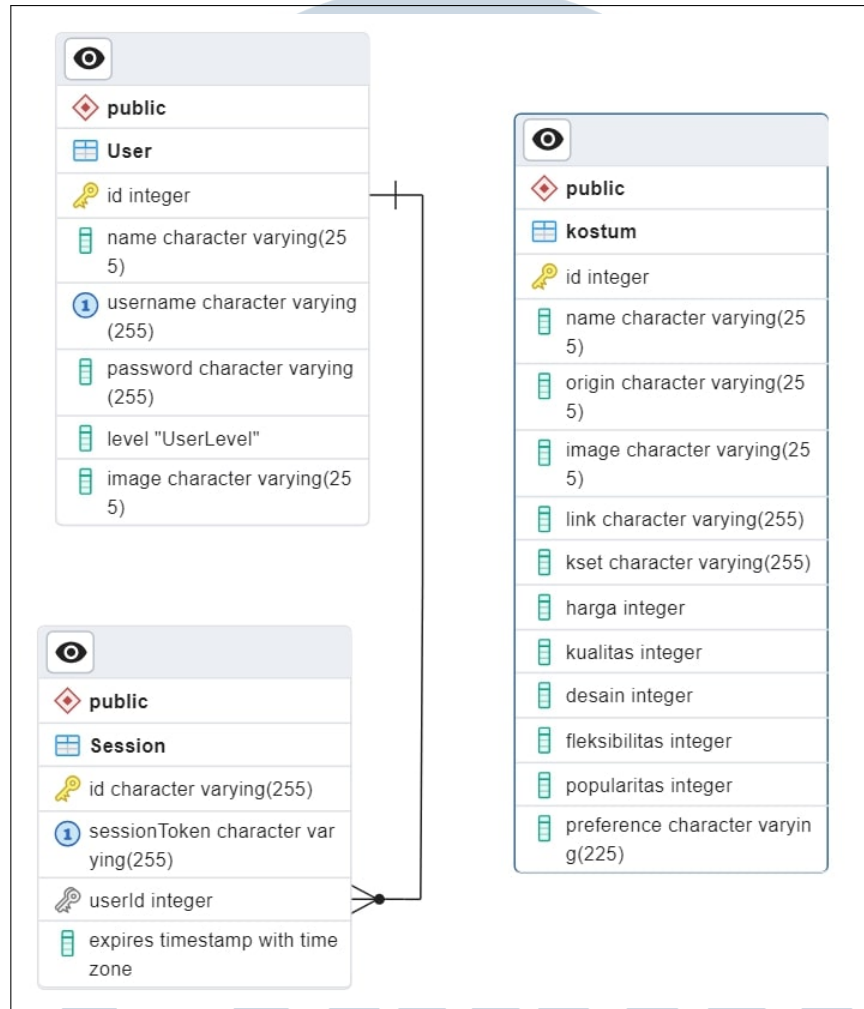 public
User
id integer
name character varying(25
5)
1 username character varying
(255)
password character varying
(255)
level "UserLevel"
image character varying(25
5)
public
Session
id character varying(255)
1 sessionToken character var
ying(255)
userId integer
expires timestamp with time
zone
public
kostum
id integer
name character varying(25
5)
origin character varying(25
5)
image character varying(25
5)
link character varying(255)
kset character varying(255)
harga integer
kualitas integer
desain integer
fleksibilitas integer
popularitas integer
preference character varyin
g(225)